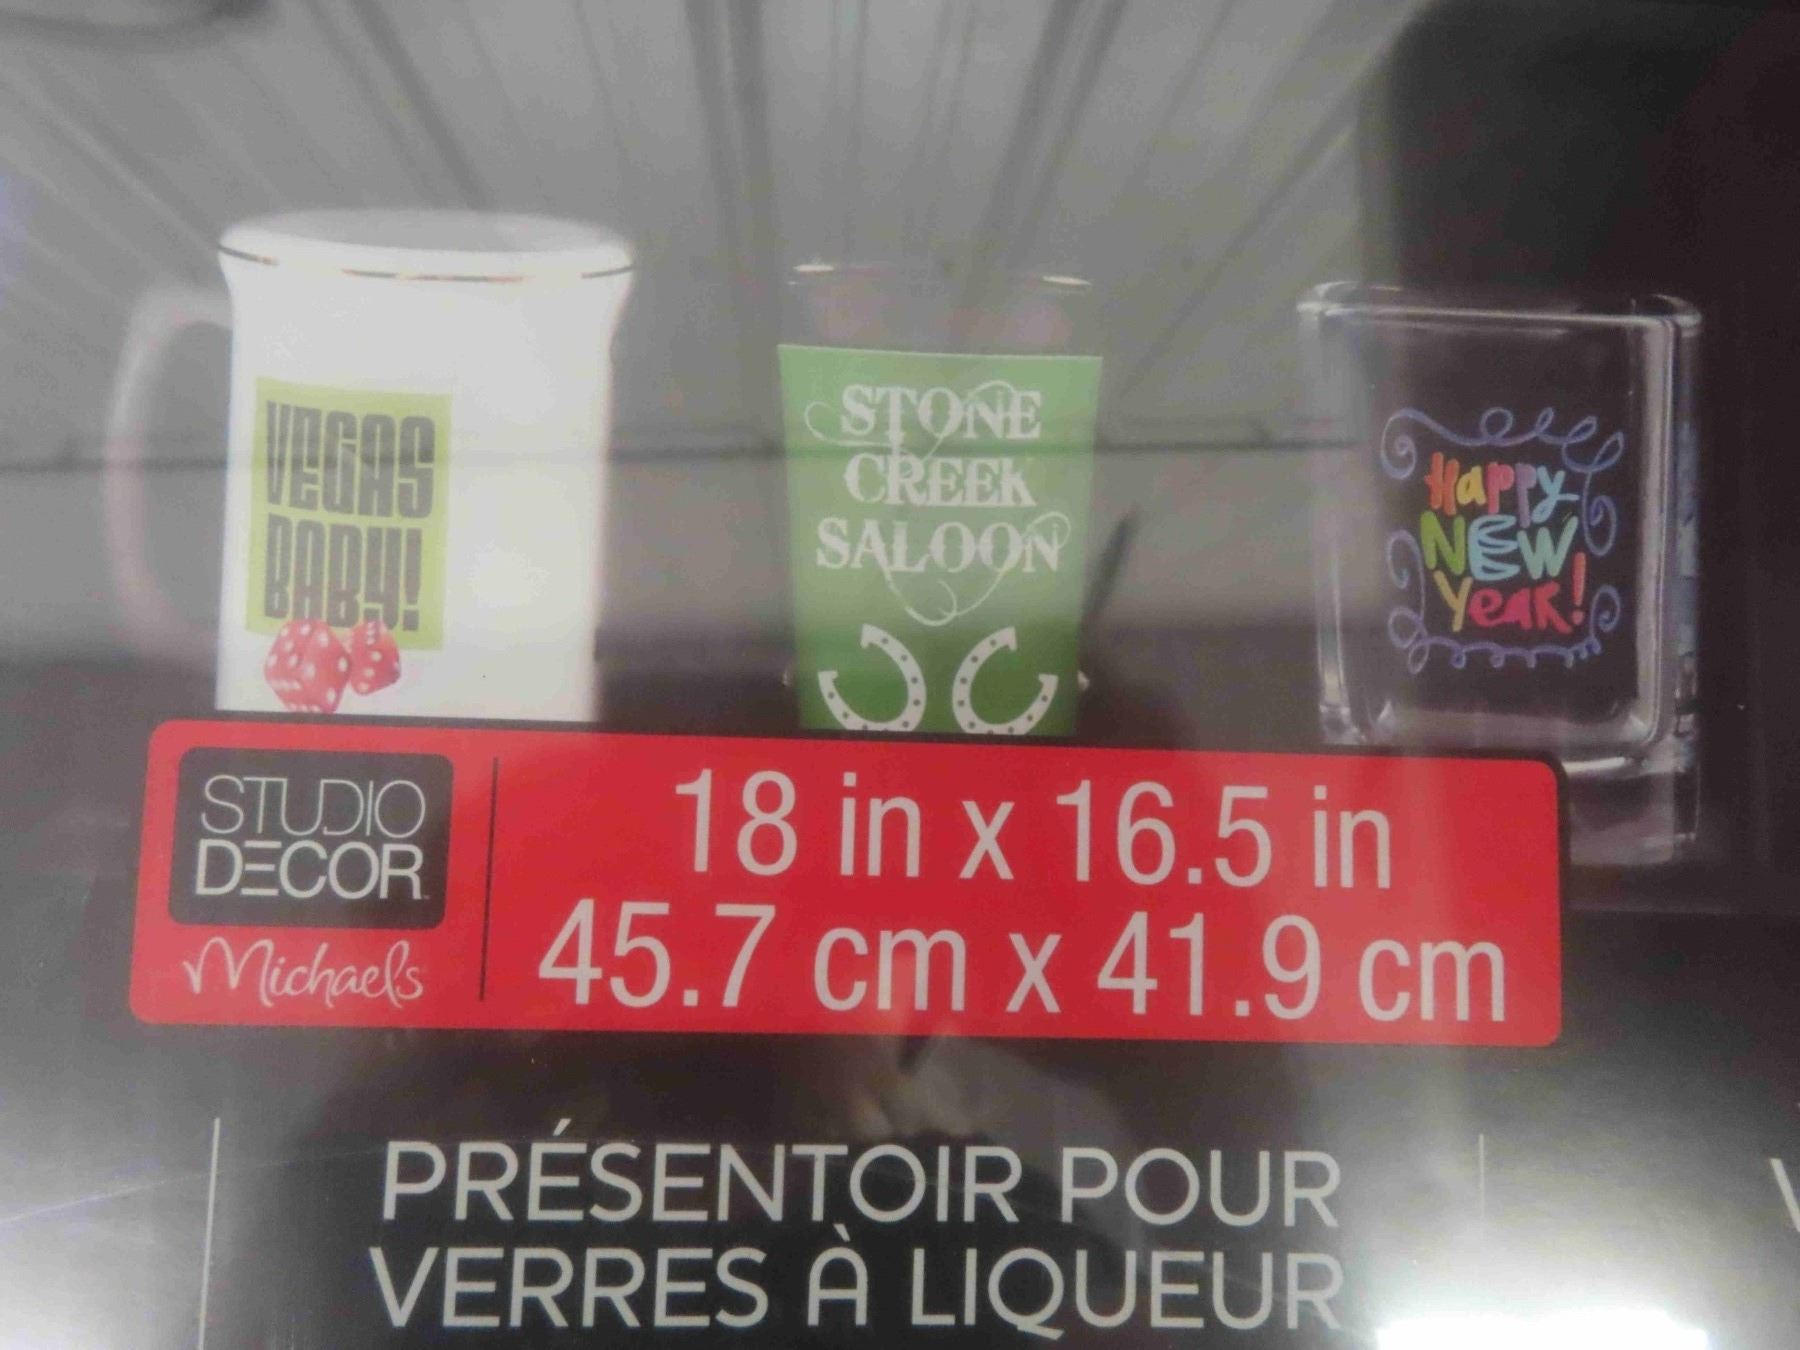 VEGAS
BABY!
STONE
CREEK
SALOON
Happy
NEW
Year!
STUDIO
DECOR
Michaels
18 in x 16.5 in
45.7 cm x 41.9 cm
PRÉSENTOIR POUR
VERRES À LIQUEUR